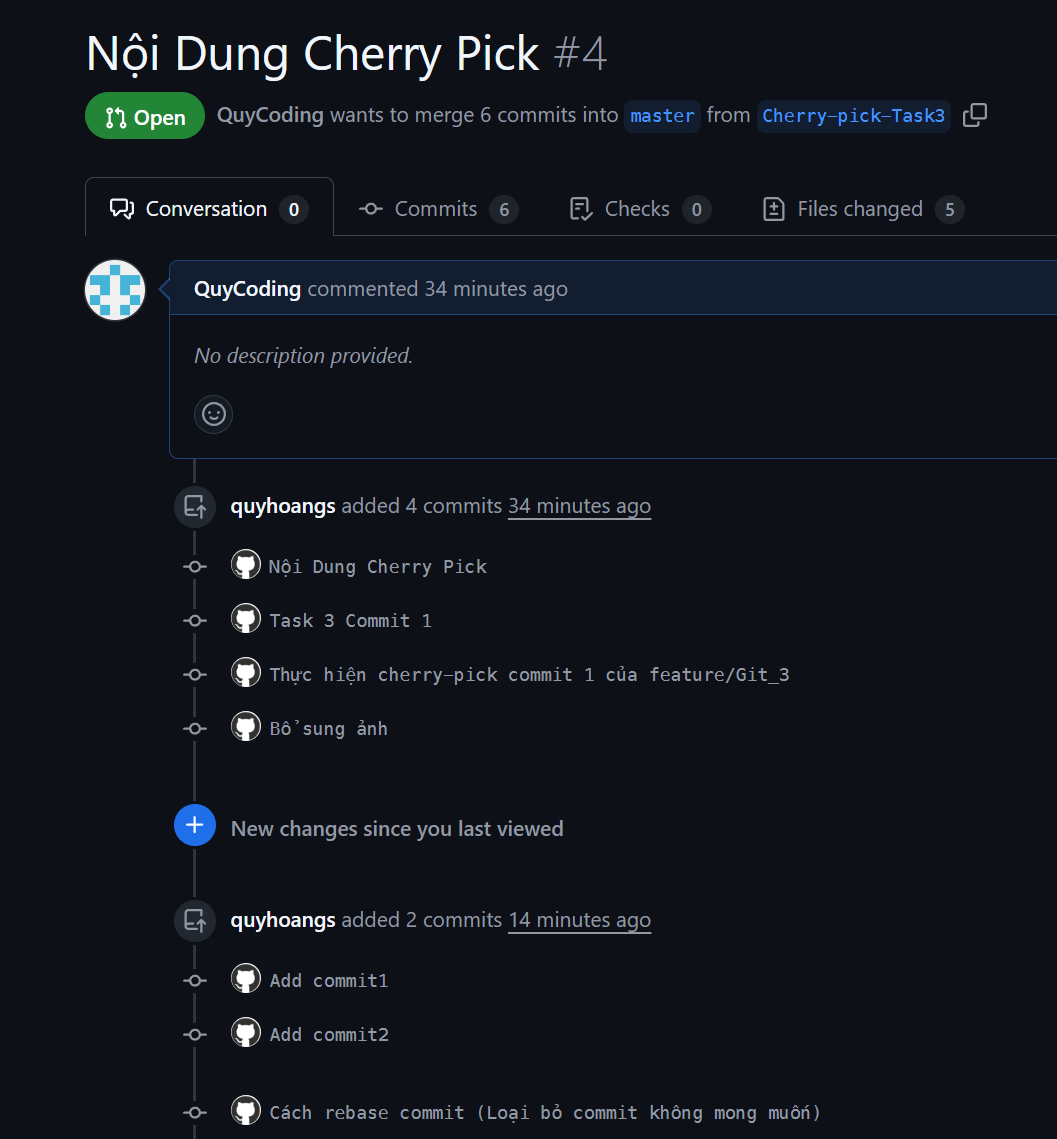 Nội Dung Cherry Pick #4
Open QuyCoding wants to merge 6 commits into master from Cherry-pick-Task3
Conversation 0 Commits 6 Checks 0 Files changed 5
QuyCoding commented 34 minutes ago
No description provided.
quyhoangs added 4 commits 34 minutes ago
Nội Dung Cherry Pick
Task 3 Commit 1
Thực hiện cherry-pick commit 1 của feature/Git_3
Bổ sung ảnh
New changes since you last viewed
quyhoangs added 2 commits 14 minutes ago
Add commit1
Add commit2
Cách rebase commit (Loại bỏ commit không mong muốn)